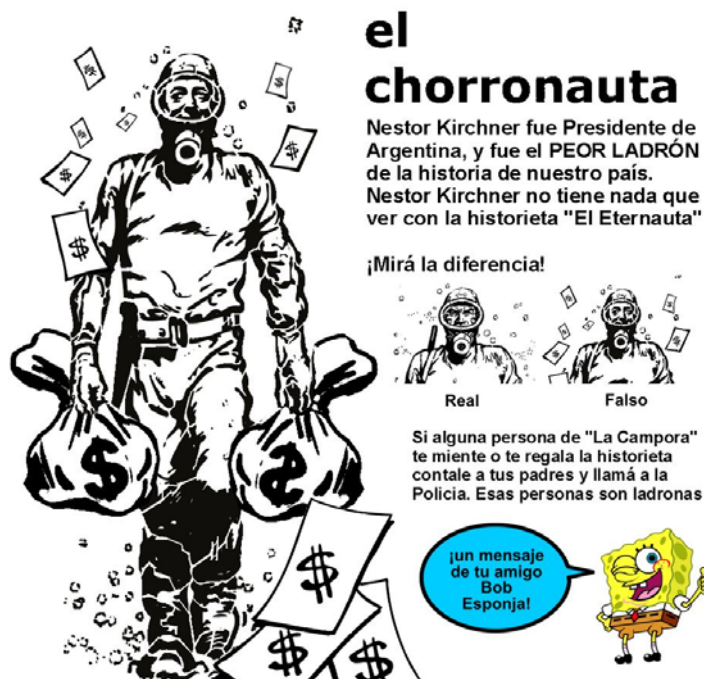 el
chorronauta
Nestor Kirchner fue Presidente de
Argentina, y fue el PEOR LADRÓN
de la historia de nuestro país.
Nestor Kirchner no tiene nada que
ver con la historieta "El Eternauta"
¡Mirá la diferencia!
Real
Falso
Si alguna persona de "La Campora"
te miente o te regala la historieta
contale a tus padres y llamá a la
Policia. Esas personas son ladronas
¡un mensaje
de tu amigo
Bob
Esponja!